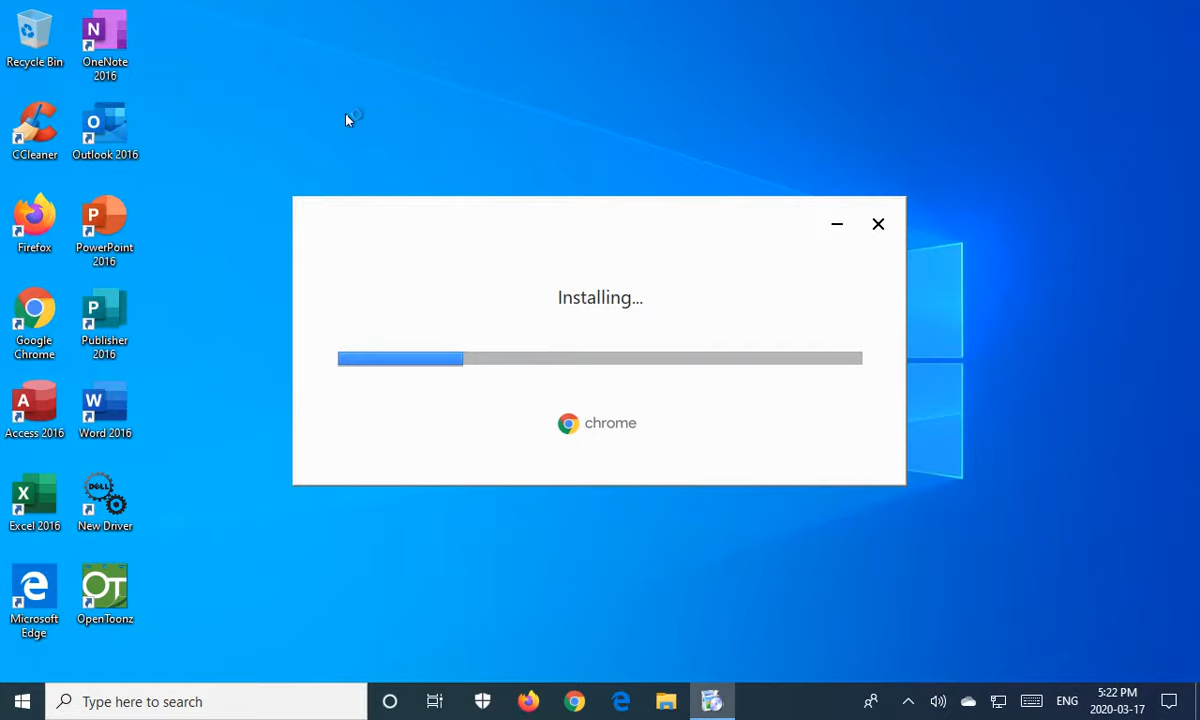 Recycle Bin
OneNote
2016
CCleaner
Outlook 2016
Firefox
PowerPoint
2016
Google
Chrome
Publisher
2016
Access 2016
Word 2016
Excel 2016
DELL
New Driver
Microsoft
Edge
OT
OpenToonz
Installing...
chrome
Type here to search
ENG
5:22 PM
2020-03-17